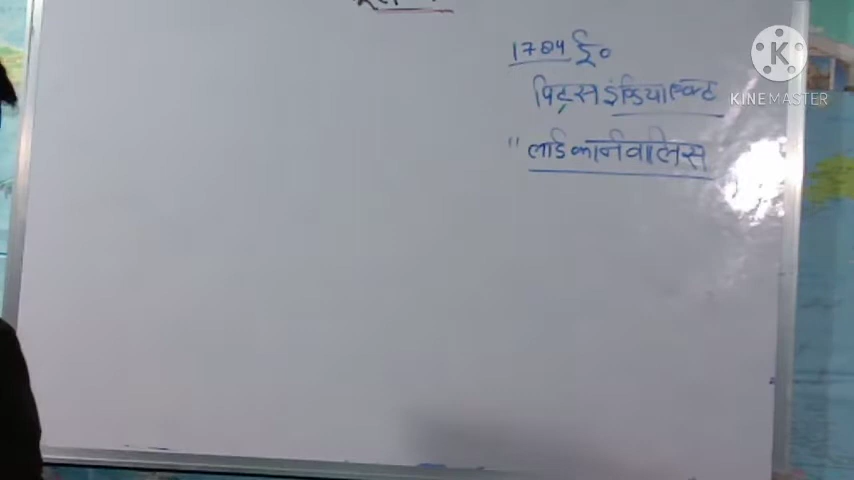 1784 ई०
पिट्स इंडिया एक्ट
" लार्ड कार्नवालिस
KINEMASTER